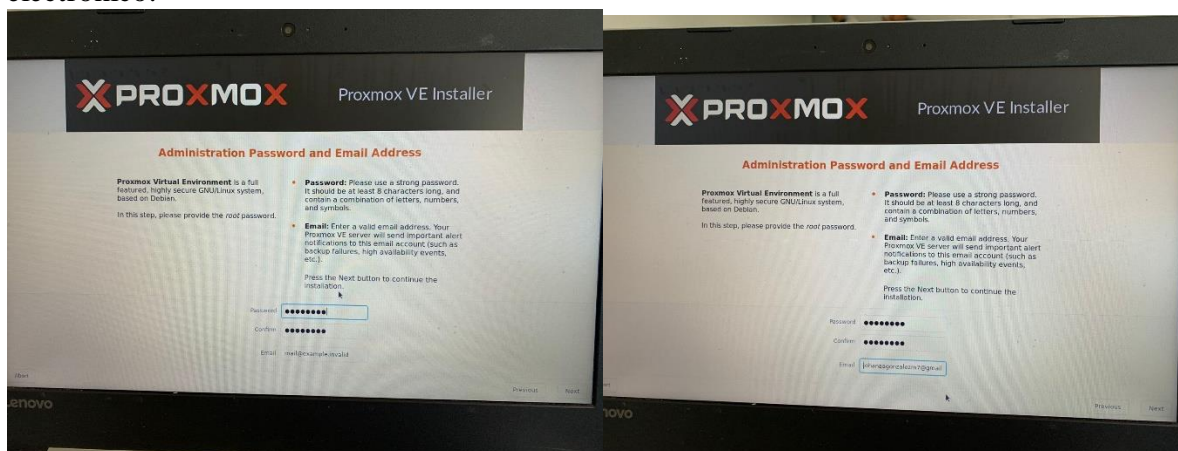 PROXMOX Proxmox VE Installer
Administration Password and Email Address
Proxmox Virtual Environment is a full
featured, highly secure GNU/Linux system,
based on Debian.
In this step, please provide the root password.
• Password: Please use a strong password.
It should be at least 8 characters long, and
contain a combination of letters, numbers,
and symbols.
• Email: Enter a valid email address. Your
Proxmox VE server will send important alert
notifications to this email account (such as
backup failures, high availability events,
etc.).
Press the Next button to continue the
installation.
Password ●●●●●●●●
Confirm ●●●●●●●●
Email mail@example.invalid
Abort Previous Next
Lenovo
PROXMOX Proxmox VE Installer
Administration Password and Email Address
Proxmox Virtual Environment is a full
featured, highly secure GNU/Linux system,
based on Debian.
In this step, please provide the root password.
• Password: Please use a strong password.
It should be at least 8 characters long, and
contain a combination of letters, numbers,
and symbols.
• Email: Enter a valid email address. Your
Proxmox VE server will send important alert
notifications to this email account (such as
backup failures, high availability events,
etc.).
Press the Next button to continue the
installation.
Password ●●●●●●●●
Confirm ●●●●●●●●
Email
Previous Next
novo